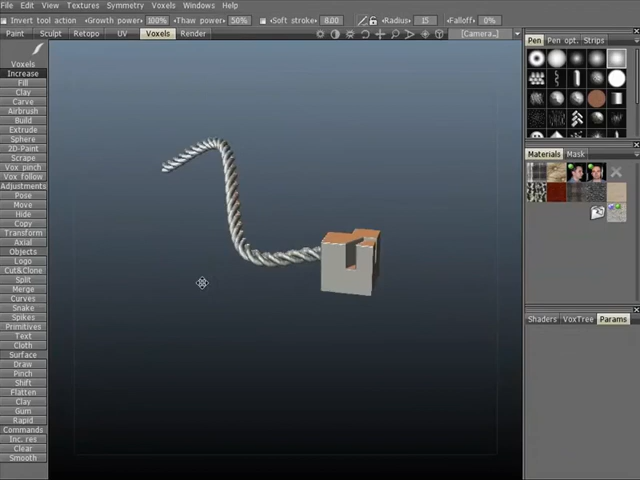 File Edit View Textures Symmetry Voxels Windows Help
Invert tool action Growth power 100% Thaw power 50% Soft stroke 8.00 Radius 15 Falloff 0%
Paint Sculpt Retopo UV Voxels Render [Camera..]
Voxels
Increase
Fill
Clay
Carve
Airbrush
Build
Extrude
Sphere
2D-Paint
Scrape
Vox pinch
Vox follow
Adjustments
Pose
Move
Hide
Copy
Transform
Axial
Objects
Logo
Cut&Clone
Split
Merge
Curves
Snake
Spikes
Primitives
Text
Cloth
Surface
Draw
Pinch
Shift
Flatten
Clay
Gum
Rapid
Commands
Inc. res
Clear
Smooth
Pen Pen opt. Strips
Materials Mask
Shaders VoxTree Params